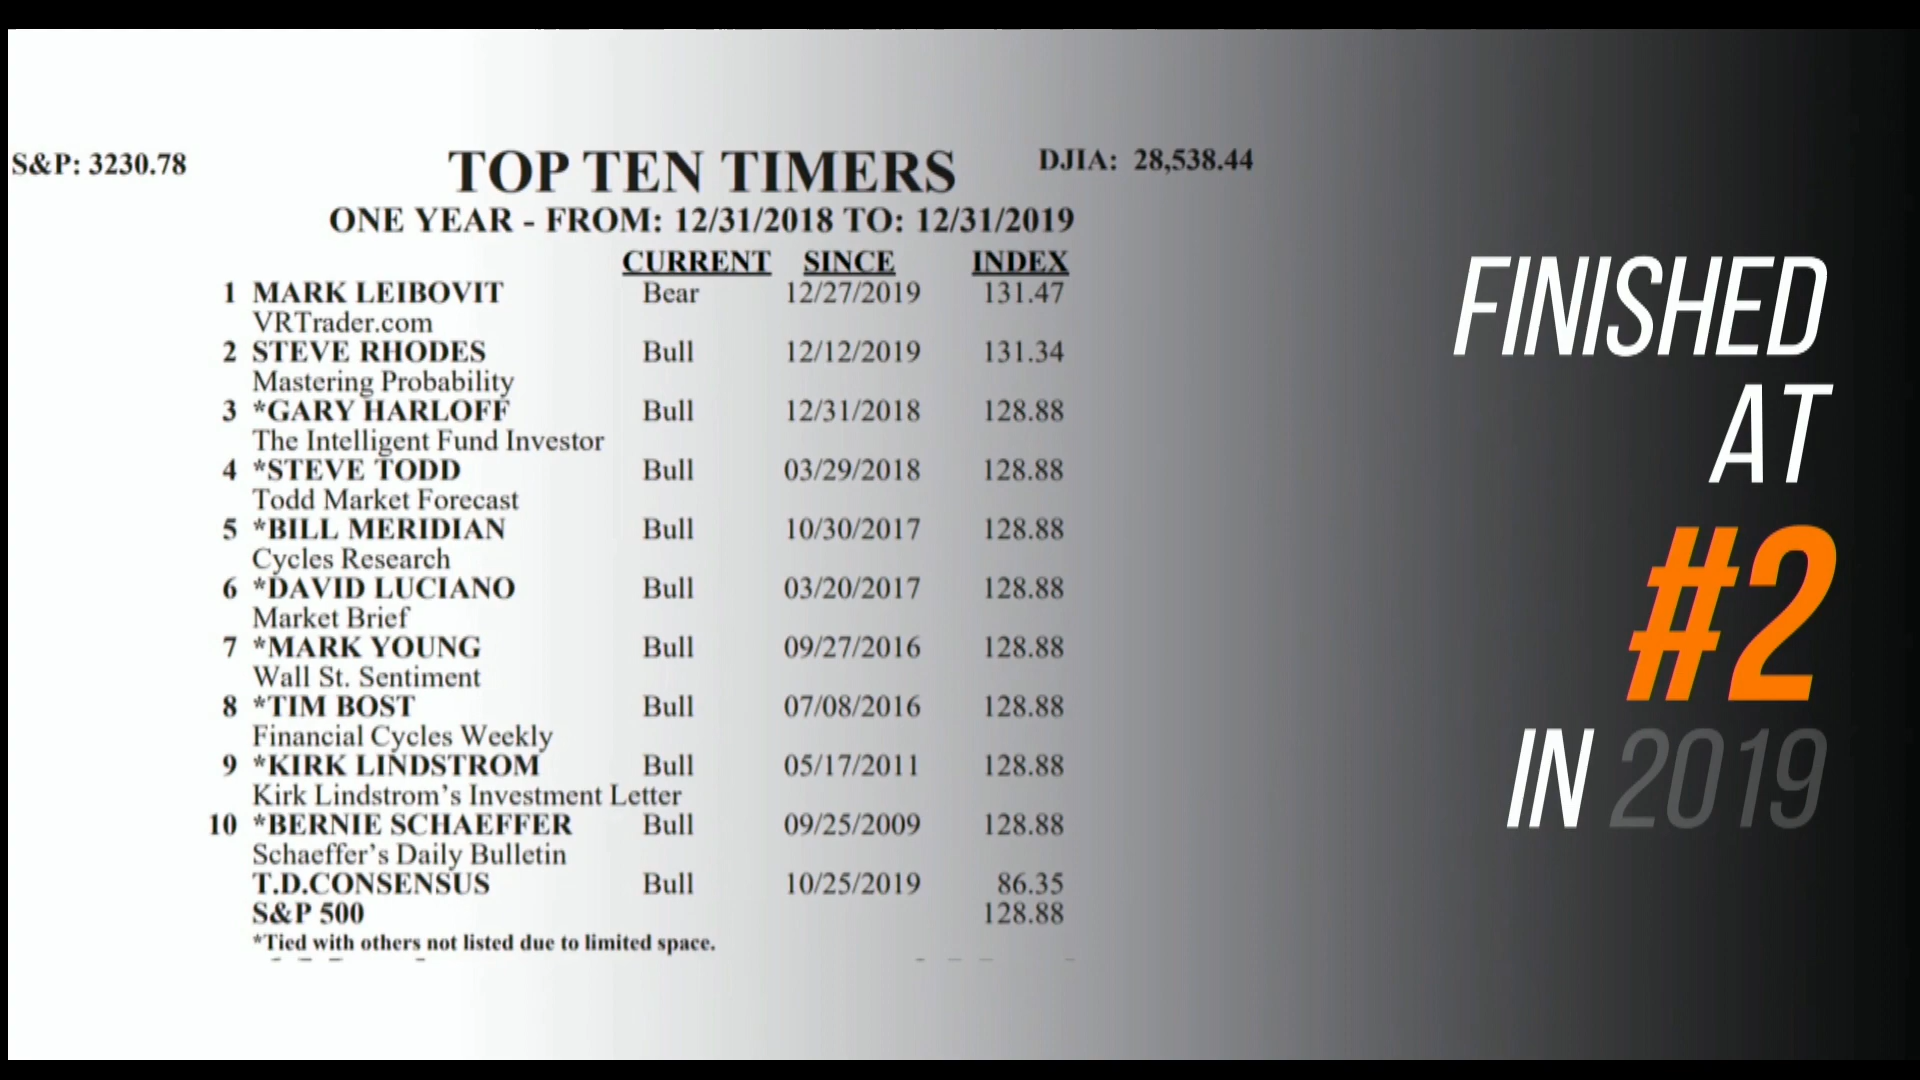 S&P: 3230.78
TOP TEN TIMERS
DJIA: 28,538.44
ONE YEAR - FROM: 12/31/2018 TO: 12/31/2019
CURRENT SINCE INDEX
1 MARK LEIBOVIT Bear 12/27/2019 131.47
VRTrader.com
2 STEVE RHODES Bull 12/12/2019 131.34
Mastering Probability
3 *GARY HARLOFF Bull 12/31/2018 128.88
The Intelligent Fund Investor
4 *STEVE TODD Bull 03/29/2018 128.88
Todd Market Forecast
5 *BILL MERIDIAN Bull 10/30/2017 128.88
Cycles Research
6 *DAVID LUCIANO Bull 03/20/2017 128.88
Market Brief
7 *MARK YOUNG Bull 09/27/2016 128.88
Wall St. Sentiment
8 *TIM BOST Bull 07/08/2016 128.88
Financial Cycles Weekly
9 *KIRK LINDSTROM Bull 05/17/2011 128.88
Kirk Lindstrom’s Investment Letter
10 *BERNIE SCHAEFFER Bull 09/25/2009 128.88
Schaeffer’s Daily Bulletin
T.D.CONSENSUS Bull 10/25/2019 86.35
S&P 500 128.88
*Tied with others not listed due to limited space.
FINISHED
AT
#2
IN 2019